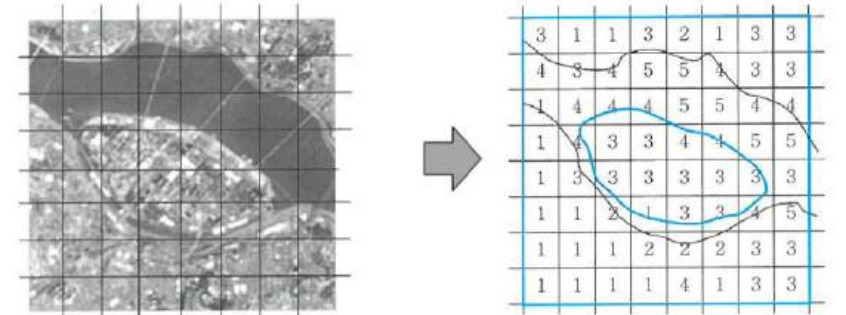 3 1 1 3 2 1 3 3
4 3 4 5 5 4 3 3
1 4 4 4 5 5 4 4
1 4 3 3 4 4 5 5
1 3 3 3 3 3 3 3
1 1 2 1 3 3 4 5
1 1 1 2 2 2 3 3
1 1 1 1 4 1 3 3